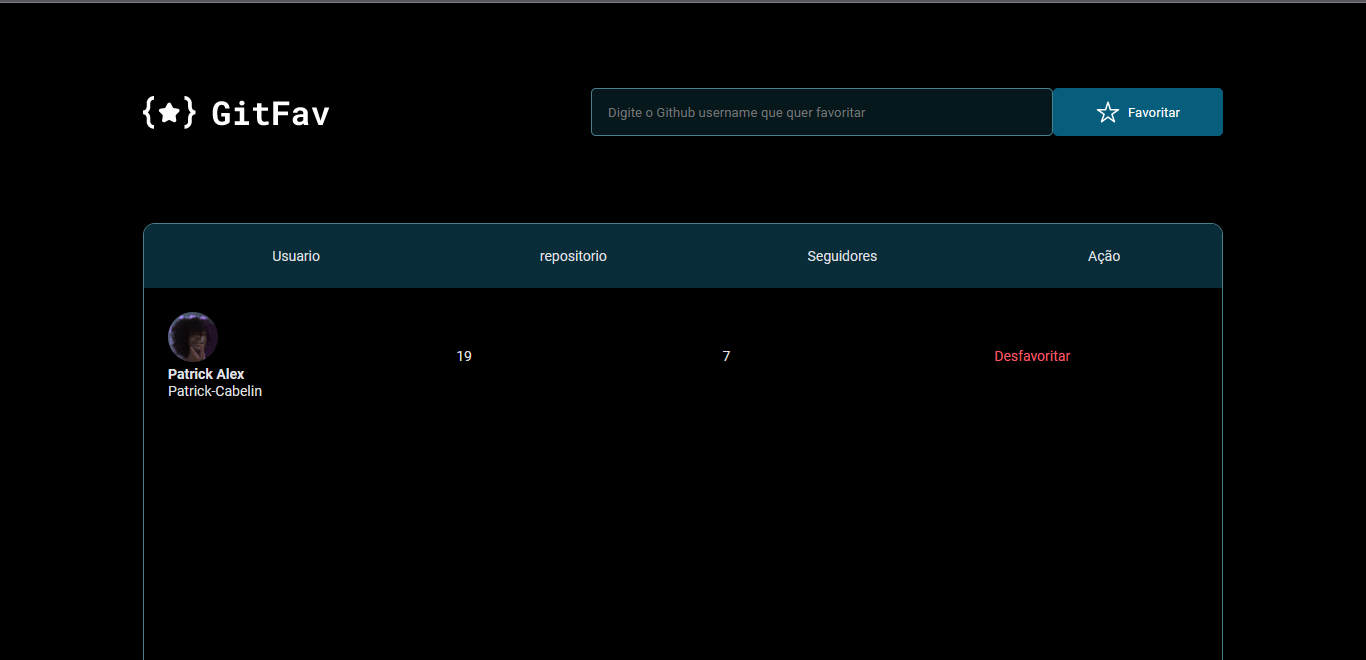 {★} GitFav
Digite o Github username que quer favoritar
Favoritar
Usuario repositorio Seguidores Ação
Patrick Alex
Patrick-Cabelin
19 7 Desfavoritar